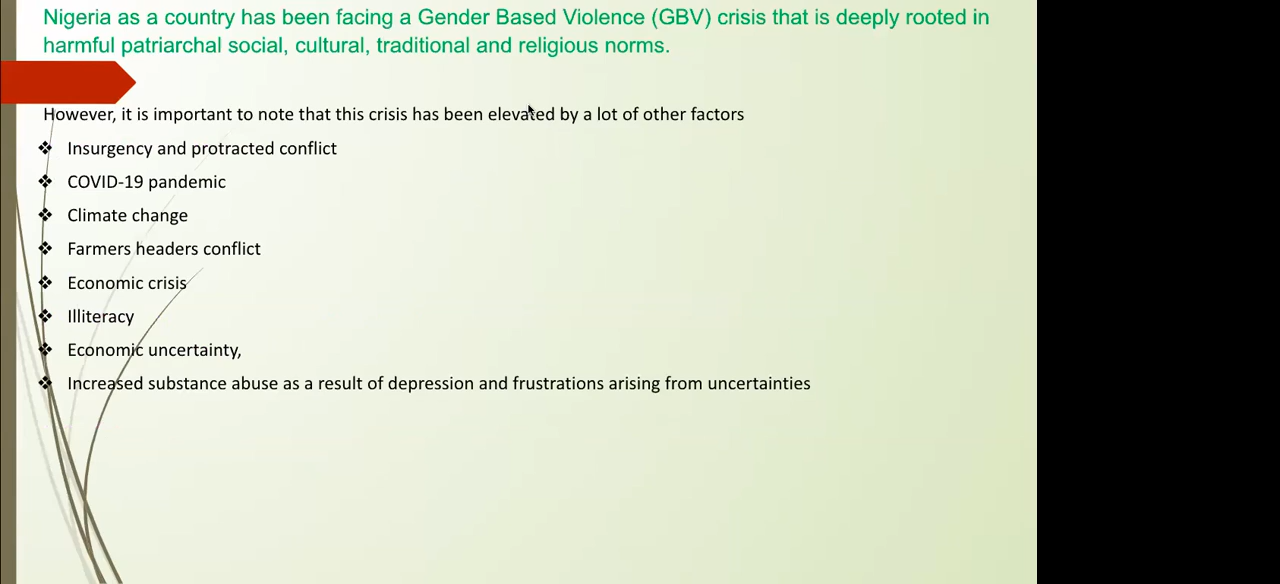 Nigeria as a country has been facing a Gender Based Violence (GBV) crisis that is deeply rooted in
harmful patriarchal social, cultural, traditional and religious norms.
However, it is important to note that this crisis has been elevated by a lot of other factors
❖ Insurgency and protracted conflict
❖ COVID-19 pandemic
❖ Climate change
❖ Farmers headers conflict
❖ Economic crisis
❖ Illiteracy
❖ Economic uncertainty,
❖ Increased substance abuse as a result of depression and frustrations arising from uncertainties